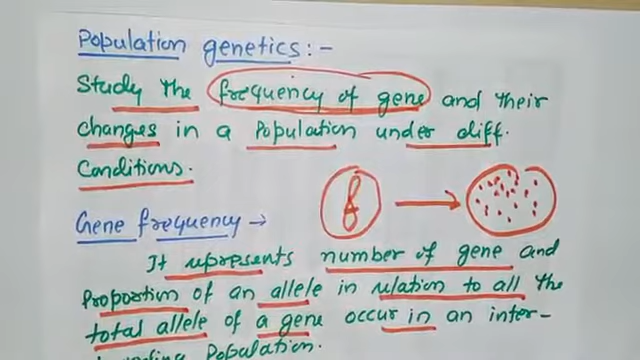 Population genetics:-
Study the frequency of gene and their
changes in a Population under diff.
Conditions.
Gene frequency →
It represents number of gene and
Proportion of an allele in relation to all the
total allele of a gene occur in an inter-
Population.